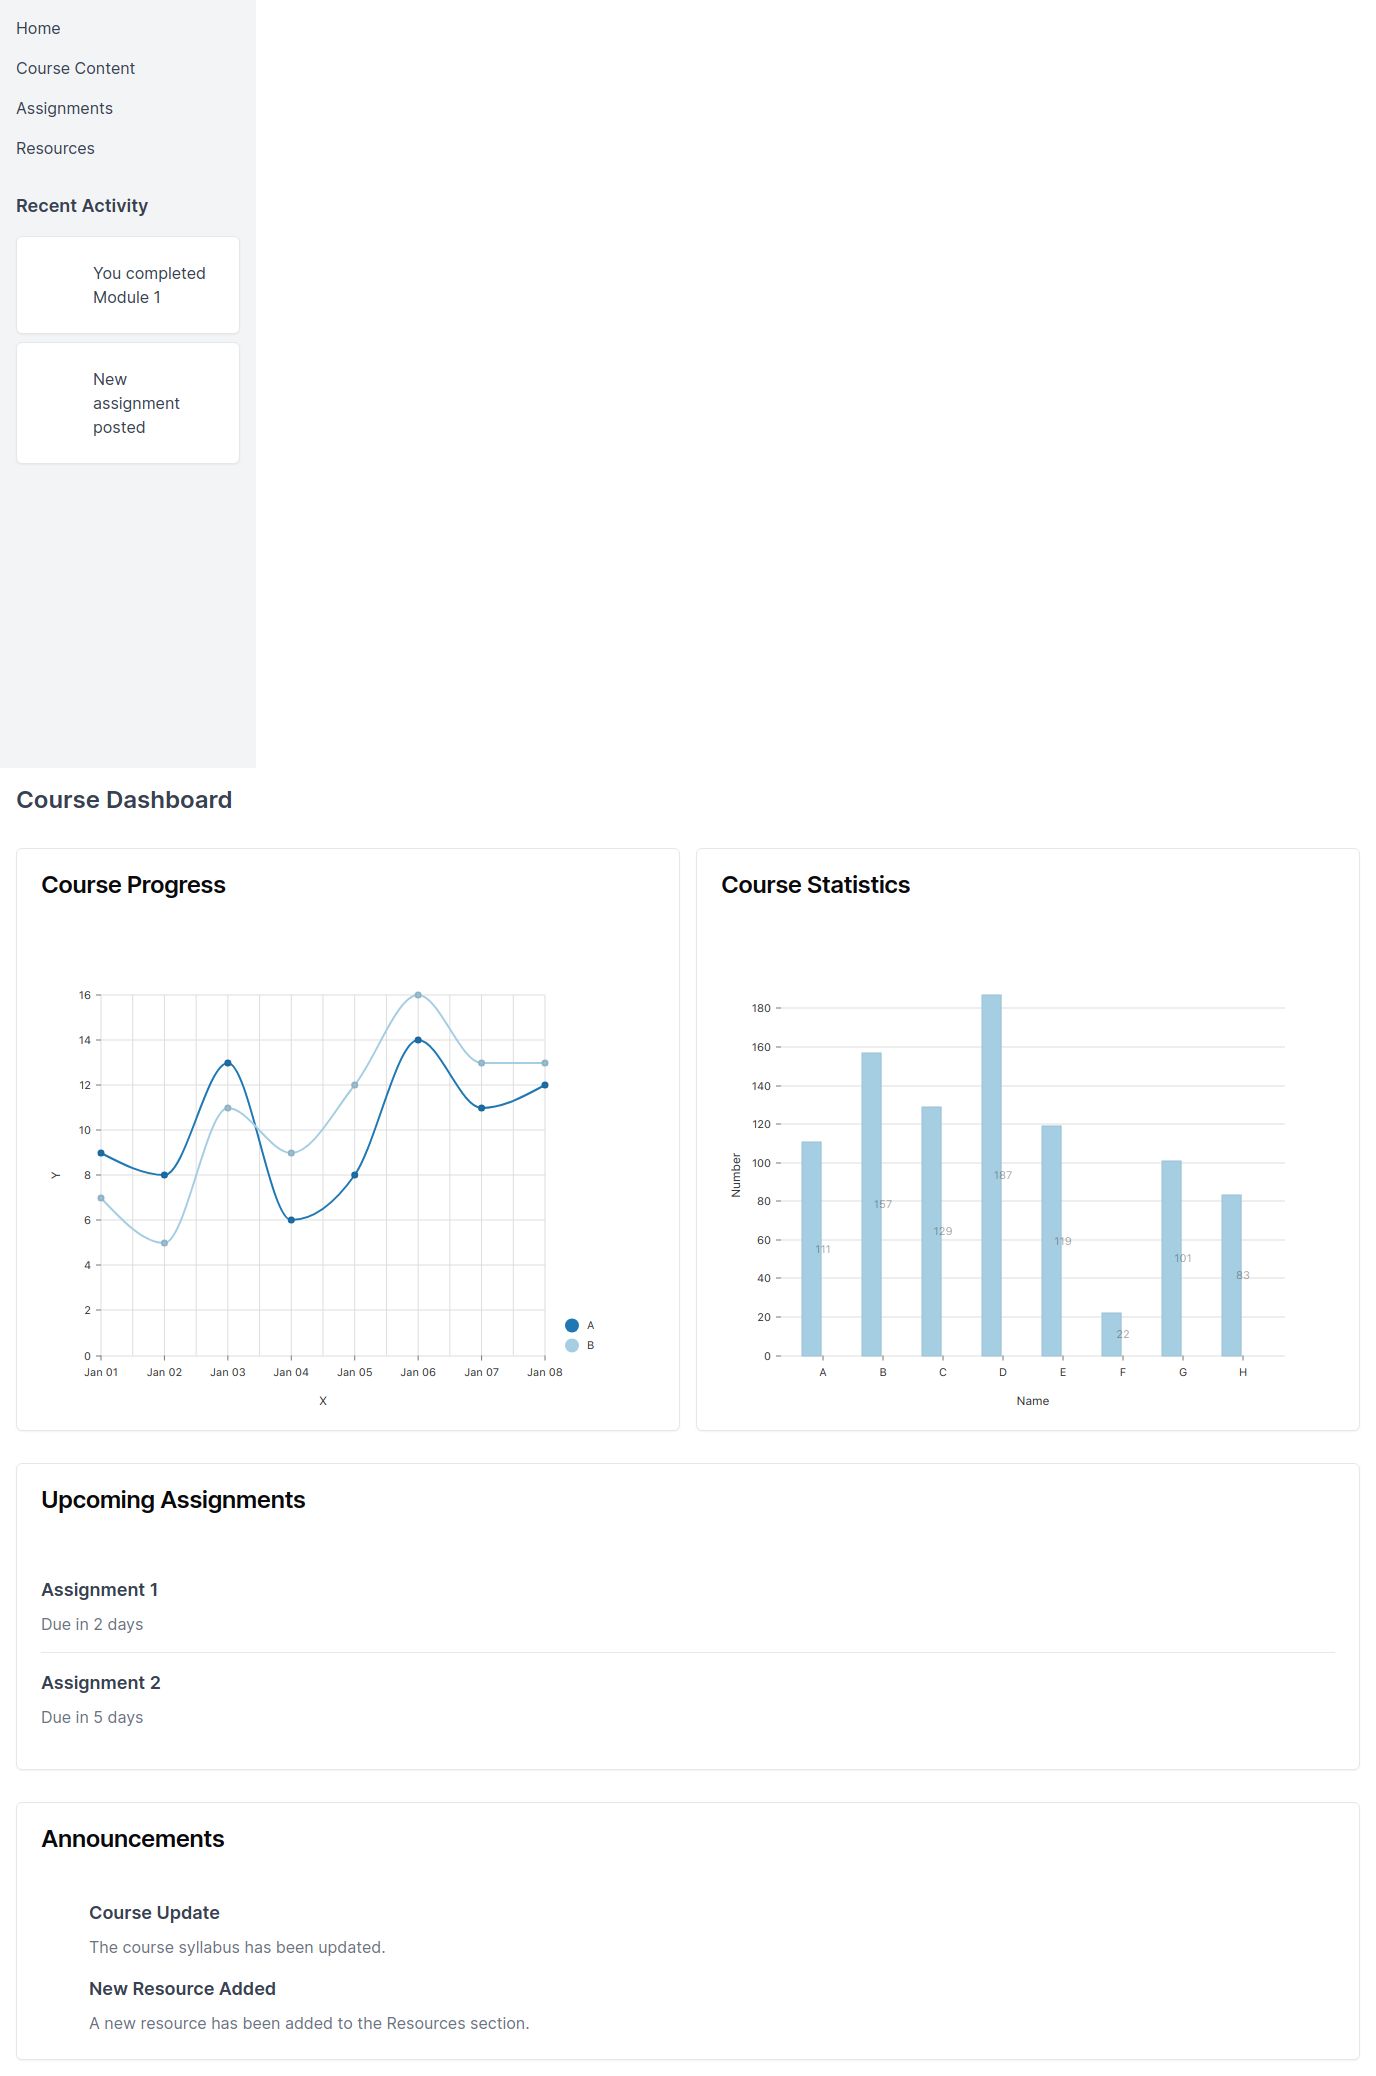 Home
Course Content
Assignments
Resources
Recent Activity
You completed
Module 1
New
assignment
posted
Course Dashboard
Course Progress
16
14
12
10
8
6
4
2
0
Y
Jan 01 Jan 02 Jan 03 Jan 04 Jan 05 Jan 06 Jan 07 Jan 08
X
A
B
Course Statistics
180
160
140
120
100
80
60
40
20
0
Number
111 157 129 187 119 22 101 83
A B C D E F G H
Name
Upcoming Assignments
Assignment 1
Due in 2 days
Assignment 2
Due in 5 days
Announcements
Course Update
The course syllabus has been updated.
New Resource Added
A new resource has been added to the Resources section.